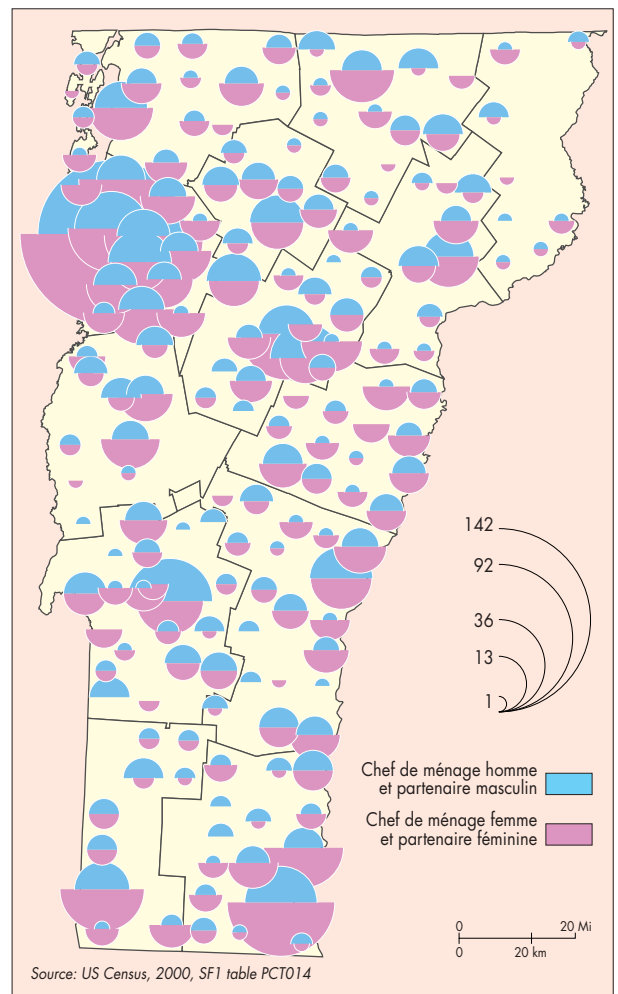 142
92
36
13
1
Chef de ménage homme
et partenaire masculin
Chef de ménage femme
et partenaire féminine
0 20 Mi
0 20 km
Source: US Census, 2000, SF1 table PCT014